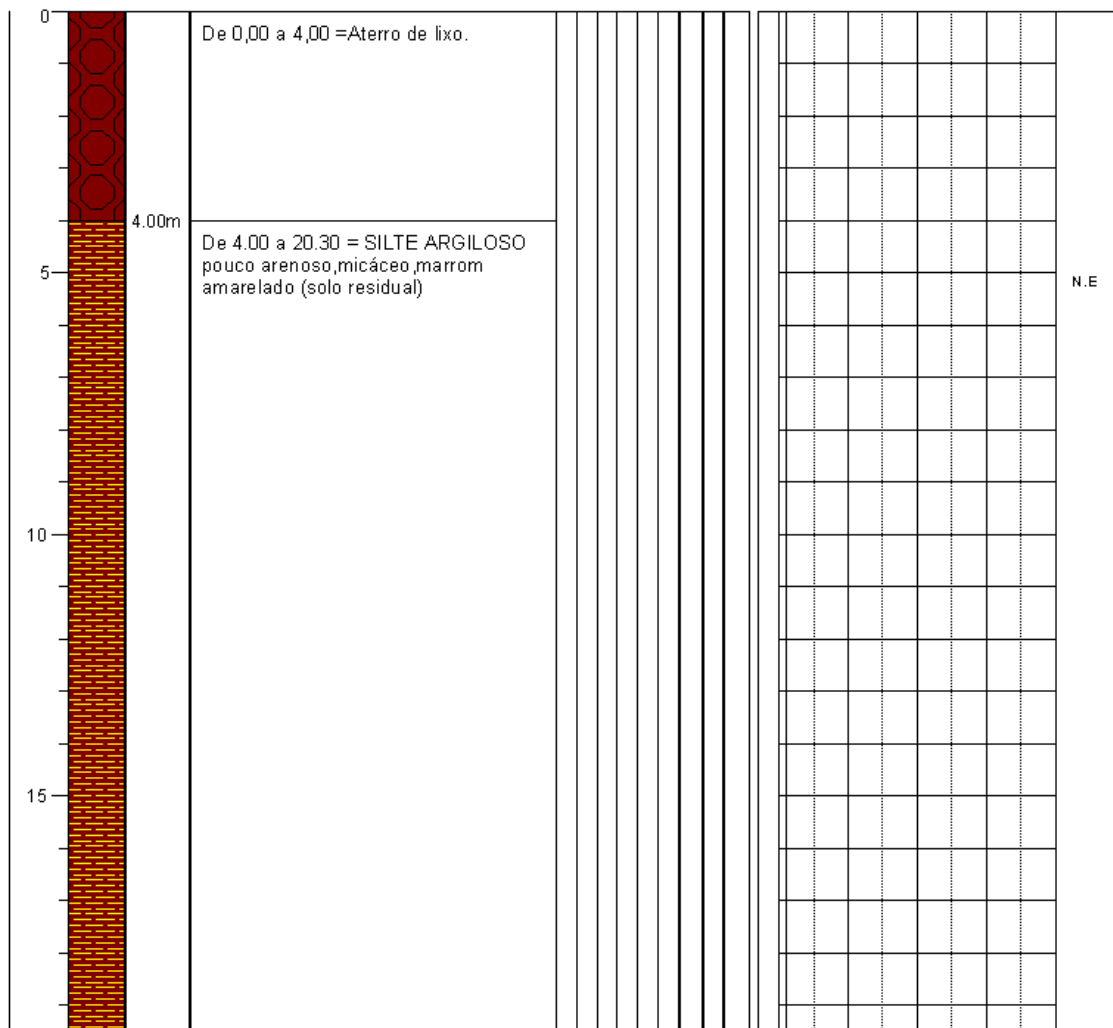 0
De 0,00 a 4,00 =Aterro de lixo.
4.00m
De 4.00 a 20.30 = SILTE ARGILOSO
pouco arenoso,micáceo,marrom
amarelado (solo residual)
5
N.E
10
15